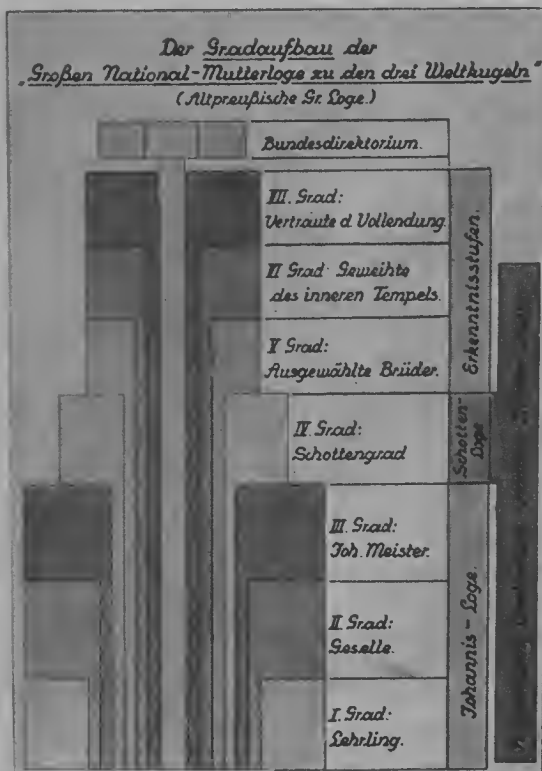 Der Gradaufbau der
„Großen National-Mutterloge zu den drei Weltkugeln"
(Altpreußische Gr. Loge.)
Bundesdirektorium.
VII. Grad:
Vertraute d. Vollendung.
VI Grad Geweihte
des inneren Tempels.
V Grad:
Ausgewählte Brüder.
IV. Grad:
Schottengrad
III. Grad:
Joh. Meister.
II. Grad:
Geselle.
I. Grad:
Lehrling.
Erkenntnisstufen.
Schotten-
Loge
Johannis-Loge.